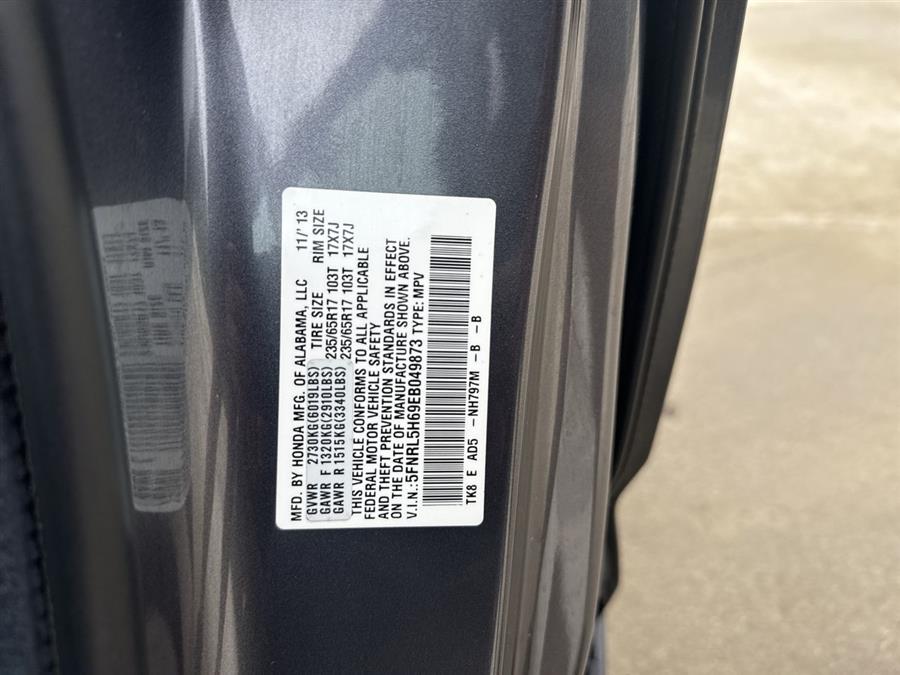 MFD. BY HONDA MFG. OF ALABAMA, LLC 11/'13
GVWR 2730KG(6019LBS) TIRE SIZE RIM SIZE
GAWR F 1320KG(2910LBS) 235/65R17 103T 17X7J
GAWR R 1515KG(3340LBS) 235/65R17 103T 17X7J
THIS VEHICLE CONFORMS TO ALL APPLICABLE
FEDERAL MOTOR VEHICLE SAFETY
AND THEFT PREVENTION STANDARDS IN EFFECT
ON THE DATE OF MANUFACTURE SHOWN ABOVE.
V.I.N.: 5FNRL5H69EB049873 TYPE: MPV
TK8 E AD5 -NH797M -B -B